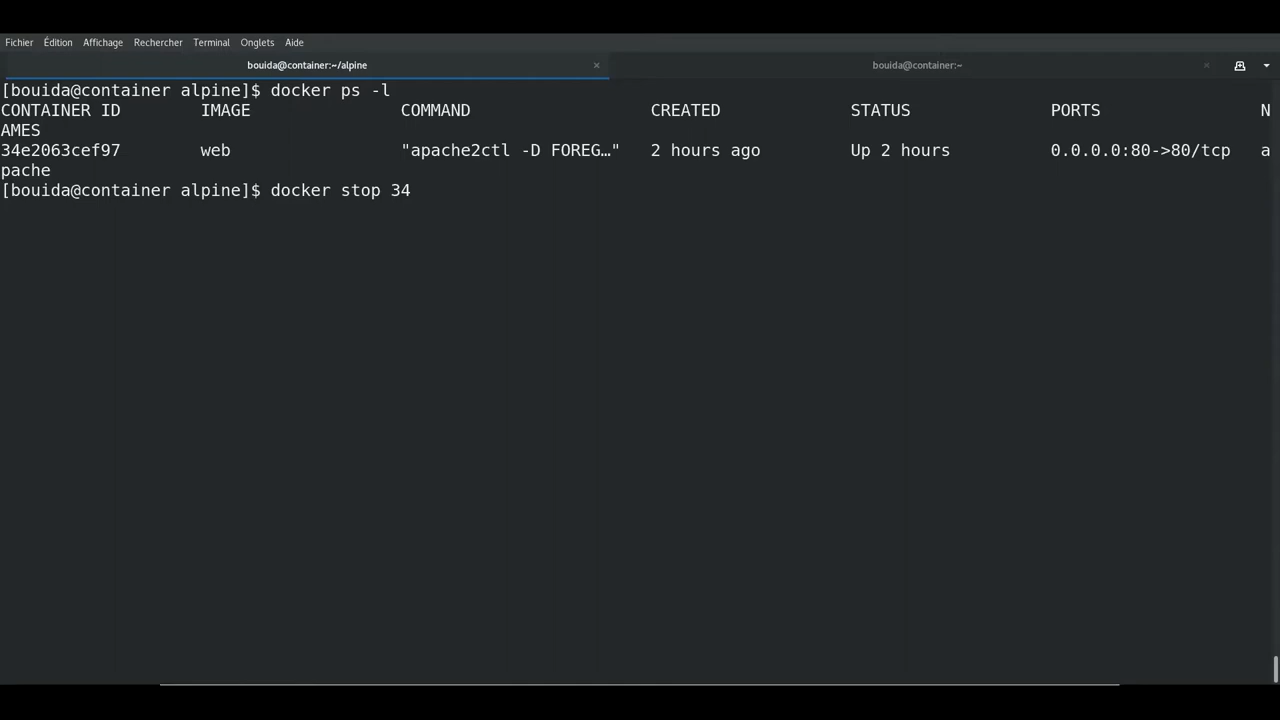 Fichier Édition Affichage Rechercher Terminal Onglets Aide
bouida@container:~/alpine × bouida@container:~ ×
[bouida@container alpine]$ docker ps -l
CONTAINER ID IMAGE COMMAND CREATED STATUS PORTS N
AMES
34e2063cef97 web "apache2ctl -D FOREG…" 2 hours ago Up 2 hours 0.0.0.0:80->80/tcp a
pache
[bouida@container alpine]$ docker stop 34